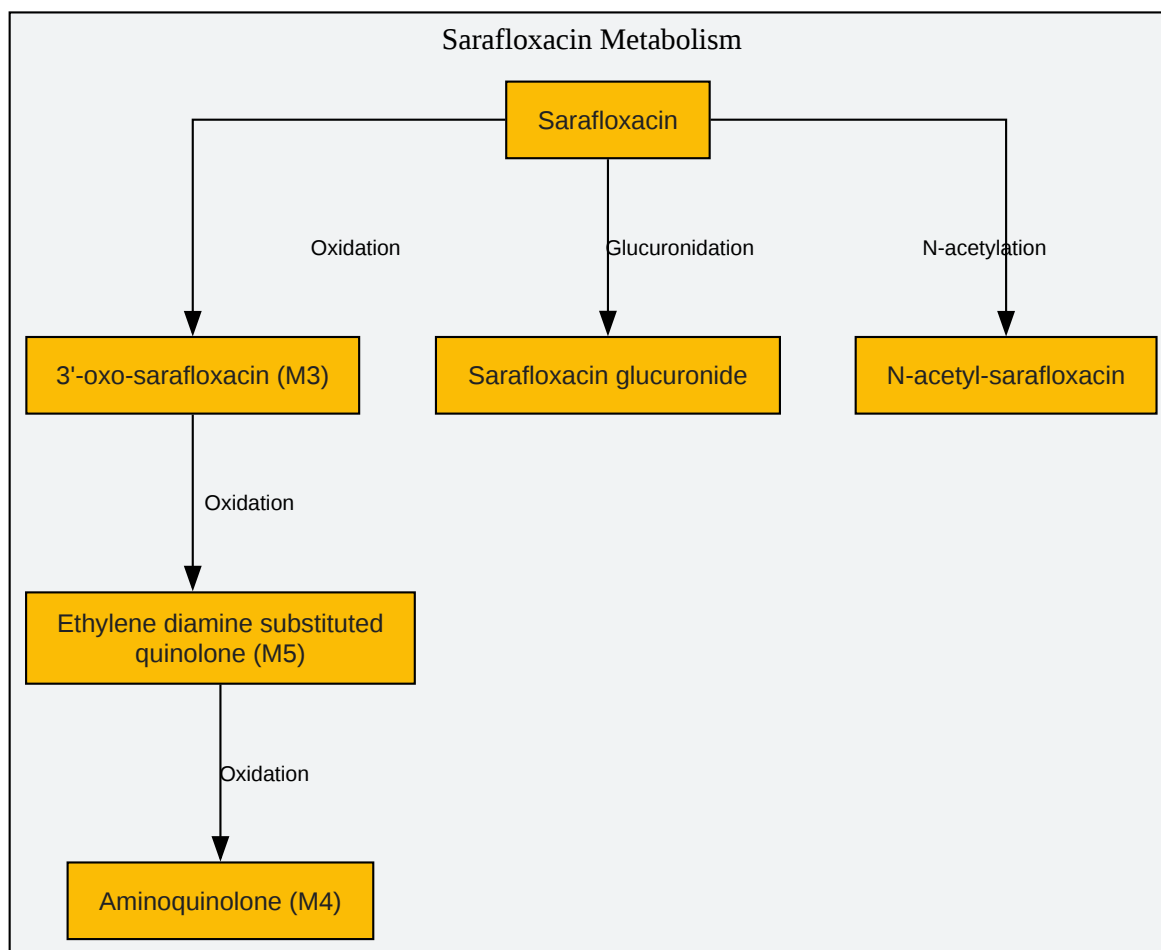 Sarafloxacin Metabolism
Sarafloxacin
Oxidation
Glucuronidation
N-acetylation
3'-oxo-sarafloxacin (M3)
Sarafloxacin glucuronide
N-acetyl-sarafloxacin
Oxidation
Ethylene diamine substituted
quinolone (M5)
Oxidation
Aminoquinolone (M4)